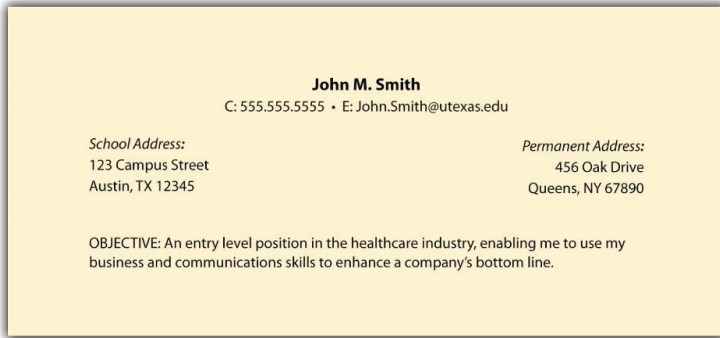 John M. Smith
C: 555.555.5555 • E: John.Smith@utexas.edu
School Address:
123 Campus Street
Austin, TX 12345
Permanent Address:
456 Oak Drive
Queens, NY 67890
OBJECTIVE: An entry level position in the healthcare industry, enabling me to use my
business and communications skills to enhance a company’s bottom line.